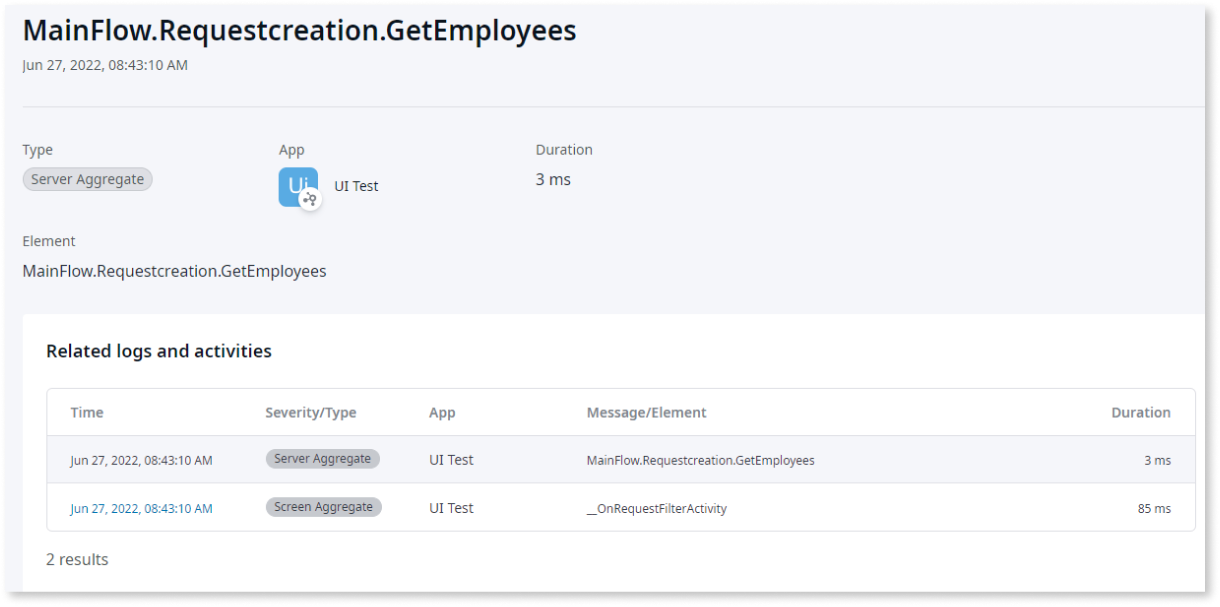 MainFlow.Requestcreation.GetEmployees
Jun 27, 2022, 08:43:10 AM
Type App Duration
Server Aggregate Ui UI Test 3 ms
Element
MainFlow.Requestcreation.GetEmployees
Related logs and activities
Time Severity/Type App Message/Element Duration
Jun 27, 2022, 08:43:10 AM Server Aggregate UI Test MainFlow.Requestcreation.GetEmployees 3 ms
Jun 27, 2022, 08:43:10 AM Screen Aggregate UI Test __OnRequestFilterActivity 85 ms
2 results